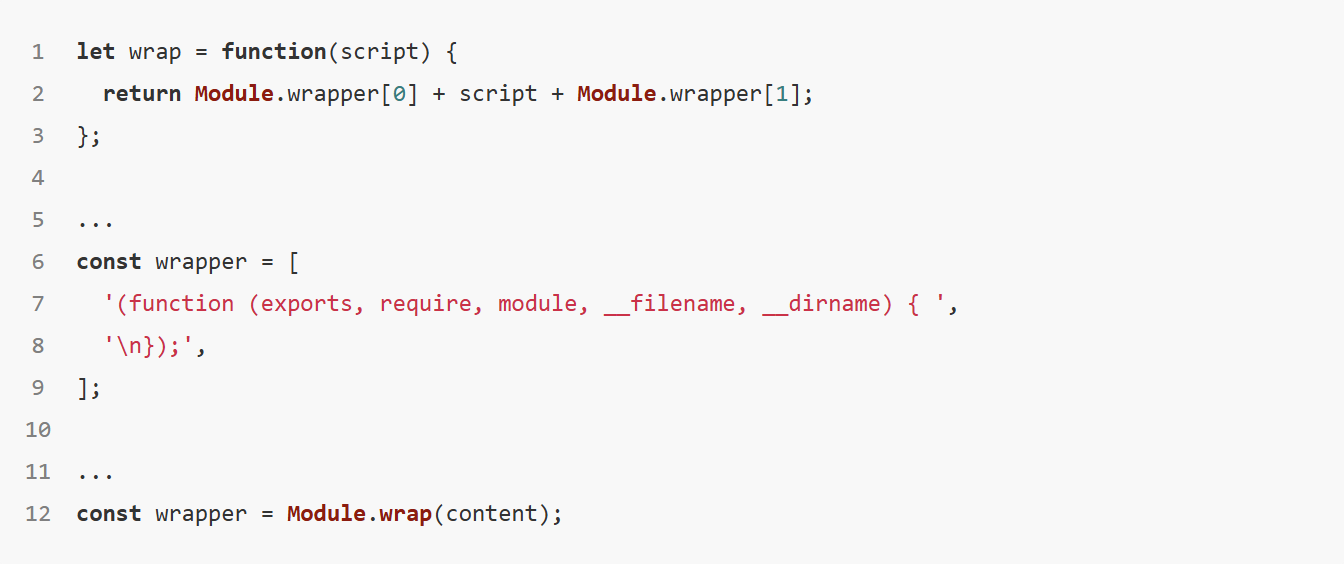 1 let wrap = function(script) {
2   return Module.wrapper[0] + script + Module.wrapper[1];
3 };
4
5 ...
6 const wrapper = [
7   '(function (exports, require, module, __filename, __dirname) { ',
8   '\n});',
9 ];
10
11 ...
12 const wrapper = Module.wrap(content);